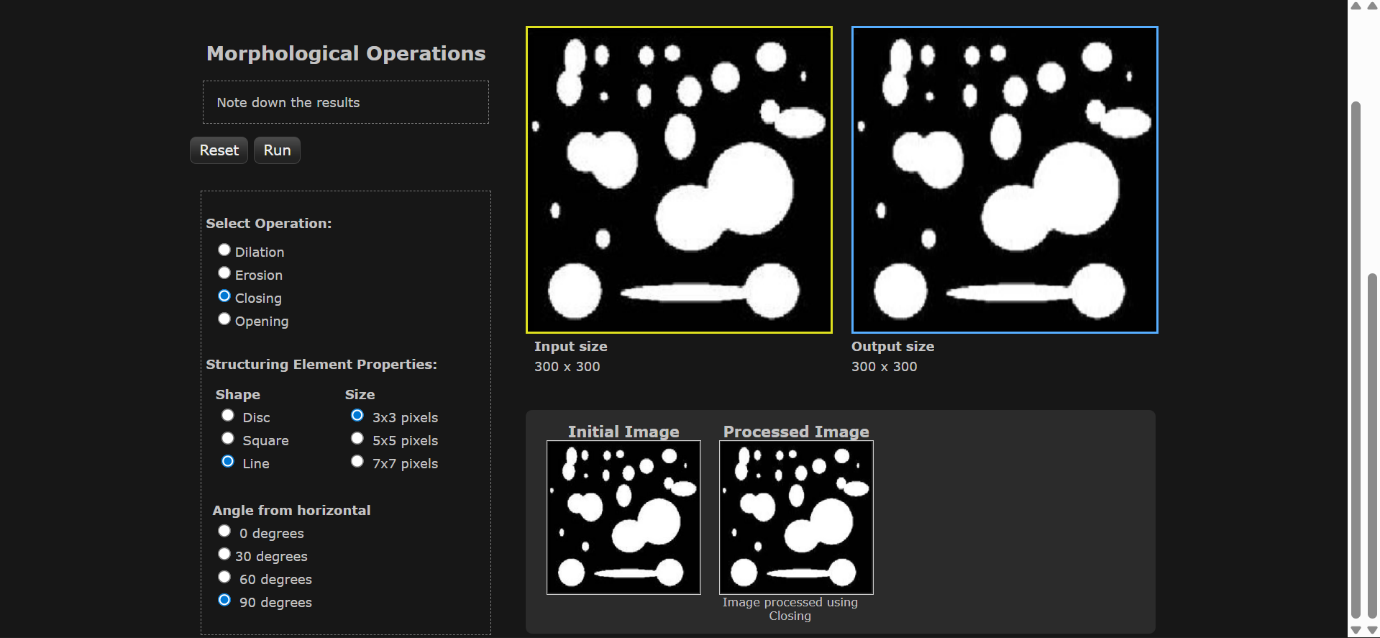 Morphological Operations
Note down the results
Reset Run
Select Operation:
Dilation
Erosion
Closing
Opening
Structuring Element Properties:
Shape Size
Disc 3x3 pixels
Square 5x5 pixels
Line 7x7 pixels
Angle from horizontal
0 degrees
30 degrees
60 degrees
90 degrees
Input size
300 x 300
Output size
300 x 300
Initial Image
Processed Image
Image processed using
Closing